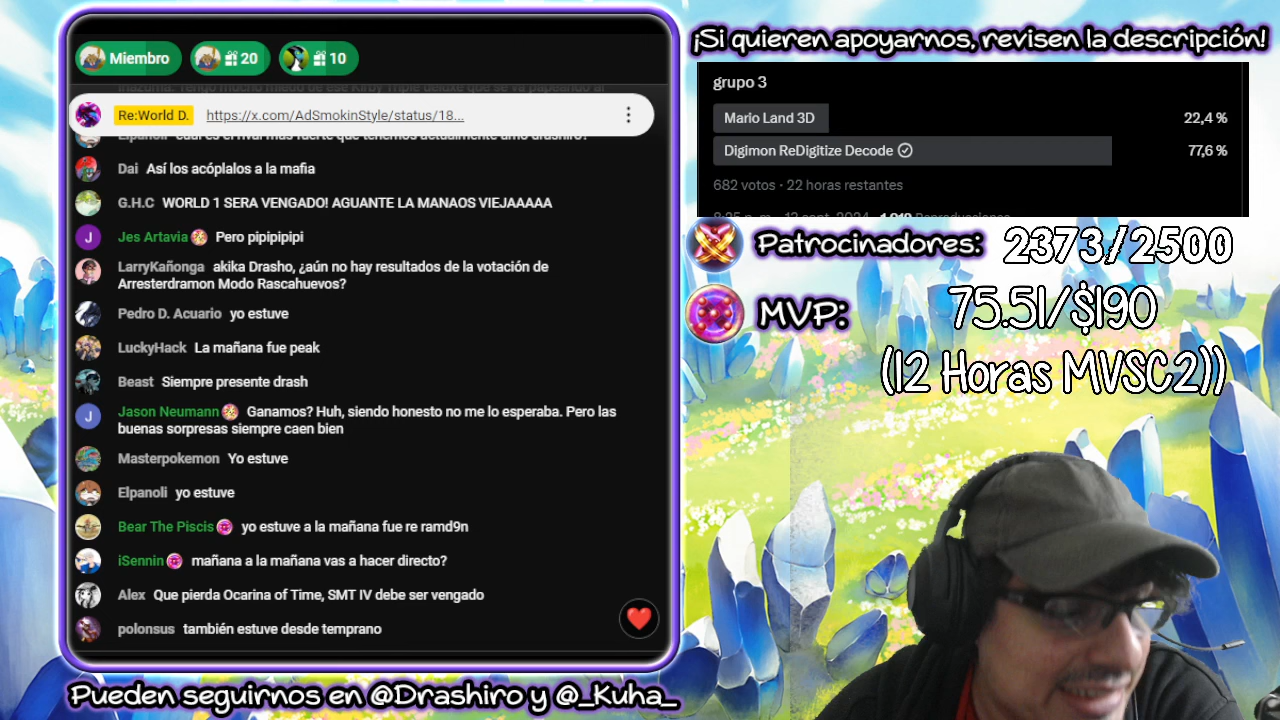 ¡Si quieren apoyarnos, revisen la descripción!
Miembro
20
10
Re:World D. https://x.com/AdSmokinStyle/status/18...
Dai Así los acóplalos a la mafia
G.H.C WORLD 1 SERA VENGADO! AGUANTE LA MANAOS VIEJAAAAA
J Jes Artavia Pero pipipipipi
LarryKañonga akika Drasho, ¿aún no hay resultados de la votación de
Arresterdramon Modo Rascahuevos?
Pedro D. Acuario yo estuve
LuckyHack La mañana fue peak
Beast Siempre presente drash
J Jason Neumann Ganamos? Huh, siendo honesto no me lo esperaba. Pero las
buenas sorpresas siempre caen bien
Masterpokemon Yo estuve
Elpanoli yo estuve
Bear The Piscis yo estuve a la mañana fue re ramd9n
iSennin mañana a la mañana vas a hacer directo?
Alex Que pierda Ocarina of Time, SMT IV debe ser vengado
polonsus también estuve desde temprano
grupo 3
Mario Land 3D 22,4 %
Digimon ReDigitize Decode 77,6 %
682 votos · 22 horas restantes
Patrocinadores: 2373/2500
MVP: 75.51/$190
(12 Horas MVSC2))
Pueden seguirnos en @Drashiro y @_Kuha_